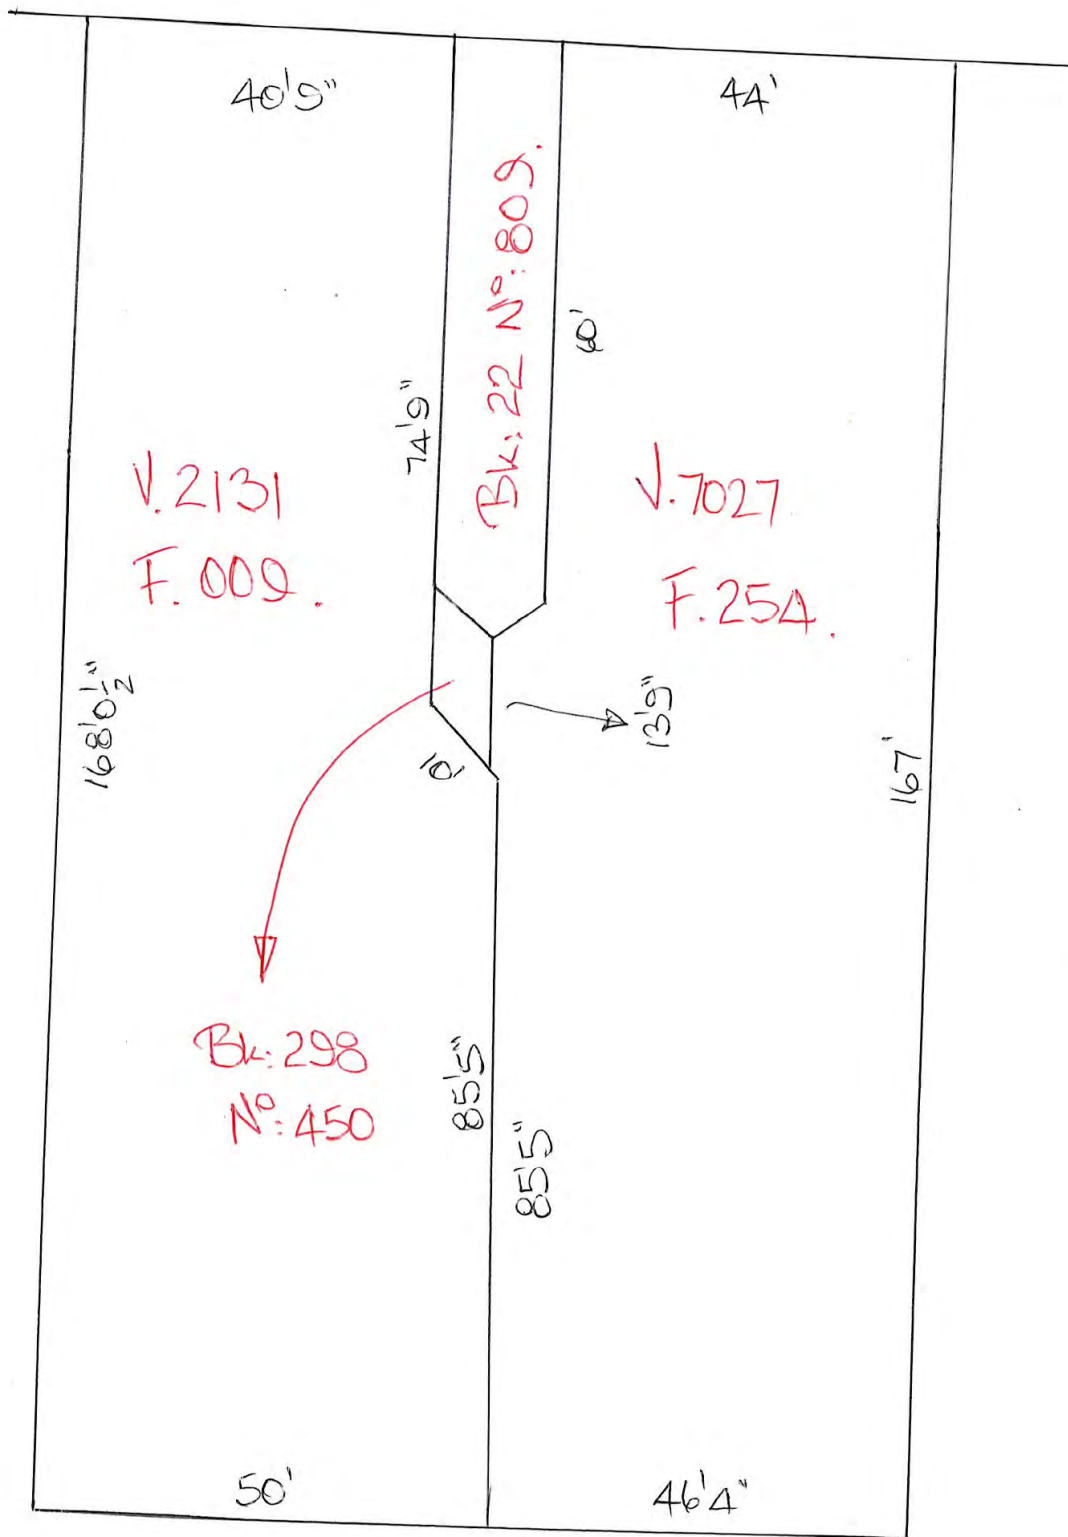 40'9"
44'
Bk: 22 Nº: 809.
60'
74'9"
V. 2131
F. 009.
V. 7027
F. 254.
168'0½"
13'9"
10'
167'
Bk: 298
Nº: 450
85'5"
85'5"
50'
46'4"